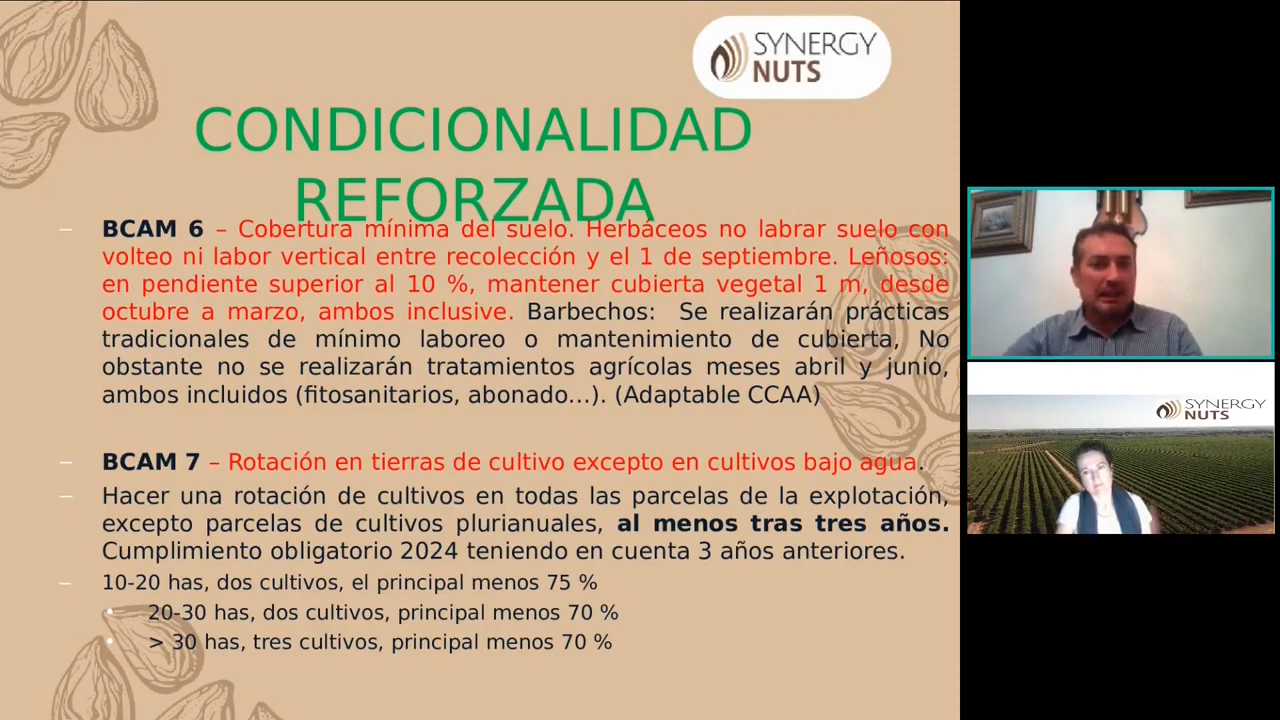 SYNERGY
NUTS
CONDICIONALIDAD
REFORZADA
– BCAM 6 – Cobertura mínima del suelo. Herbáceos no labrar suelo con
volteo ni labor vertical entre recolección y el 1 de septiembre. Leñosos:
en pendiente superior al 10 %, mantener cubierta vegetal 1 m, desde
octubre a marzo, ambos inclusive. Barbechos: Se realizarán prácticas
tradicionales de mínimo laboreo o mantenimiento de cubierta, No
obstante no se realizarán tratamientos agrícolas meses abril y junio,
ambos incluidos (fitosanitarios, abonado...). (Adaptable CCAA)
– BCAM 7 – Rotación en tierras de cultivo excepto en cultivos bajo agua.
– Hacer una rotación de cultivos en todas las parcelas de la explotación,
excepto parcelas de cultivos plurianuales, al menos tras tres años.
Cumplimiento obligatorio 2024 teniendo en cuenta 3 años anteriores.
– 10-20 has, dos cultivos, el principal menos 75 %
• 20-30 has, dos cultivos, principal menos 70 %
• > 30 has, tres cultivos, principal menos 70 %
SYNERGY
NUTS